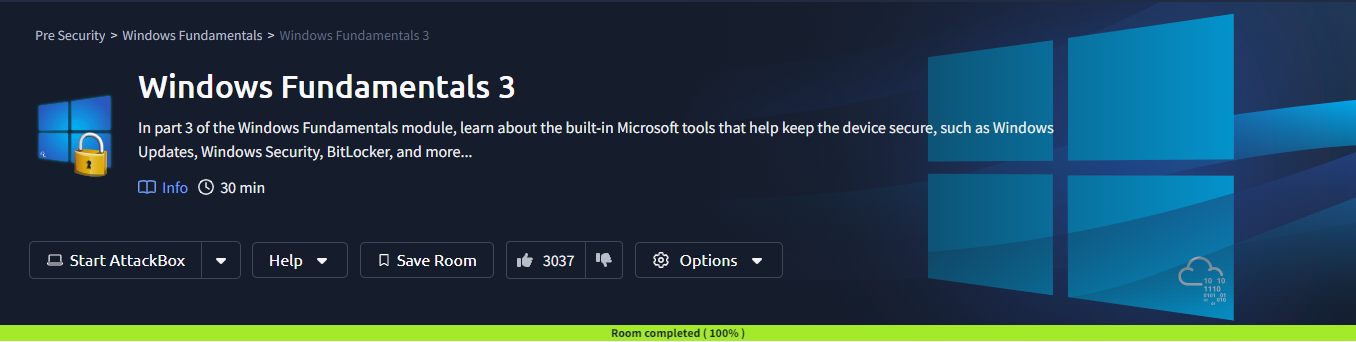 Pre Security > Windows Fundamentals > Windows Fundamentals 3
Windows Fundamentals 3
In part 3 of the Windows Fundamentals module, learn about the built-in Microsoft tools that help keep the device secure, such as Windows
Updates, Windows Security, BitLocker, and more...
Info 30 min
Start AttackBox Help Save Room 3037 Options
10 10
1110
0101 01
01 010
Room completed ( 100% )